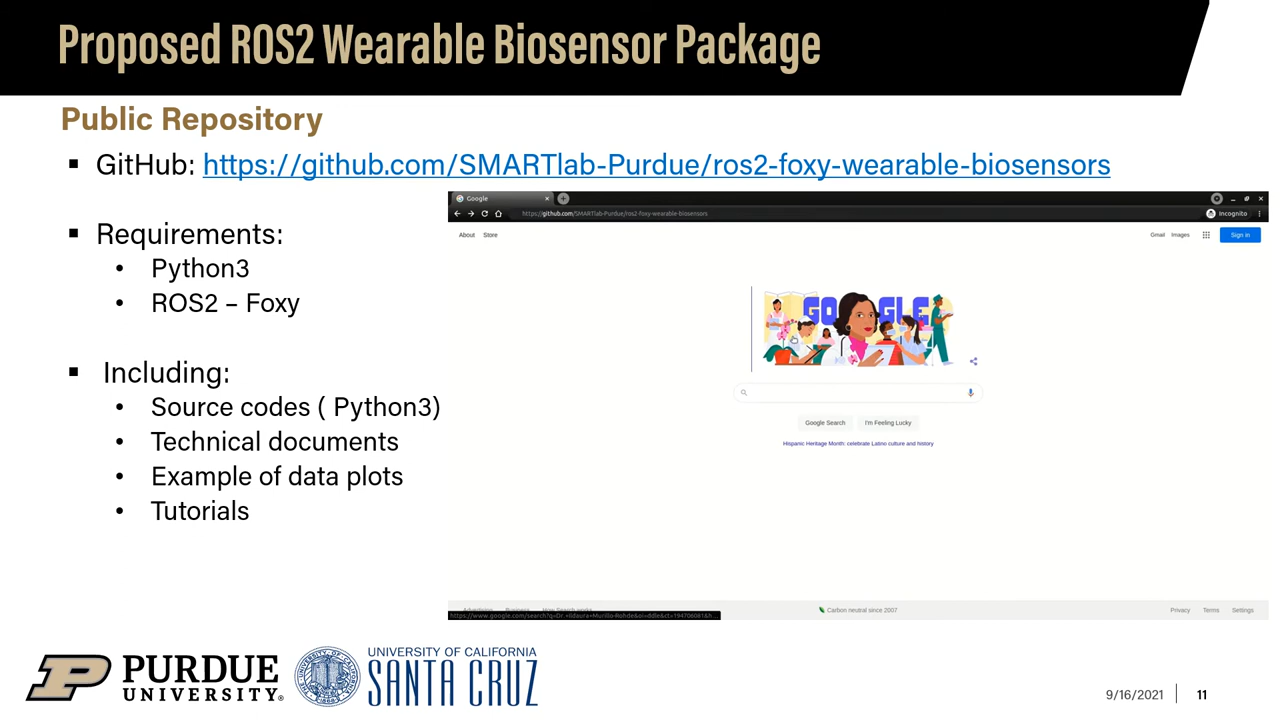 Proposed ROS2 Wearable Biosensor Package
Public Repository
▪ GitHub: https://github.com/SMARTlab-Purdue/ros2-foxy-wearable-biosensors
▪ Requirements:
• Python3
• ROS2 – Foxy
▪ Including:
• Source codes ( Python3)
• Technical documents
• Example of data plots
• Tutorials
Google
https://github.com/SMARTlab-Purdue/ros2-foxy-wearable-biosensors
Incognito
About Store
Gmail Images Sign in
GOOGLE
Google Search I'm Feeling Lucky
Hispanic Heritage Month: celebrate Latino culture and history
Carbon neutral since 2007
Privacy Terms Settings
PURDUE
UNIVERSITY®
UNIVERSITY OF CALIFORNIA
SANTA CRUZ
9/16/2021 11